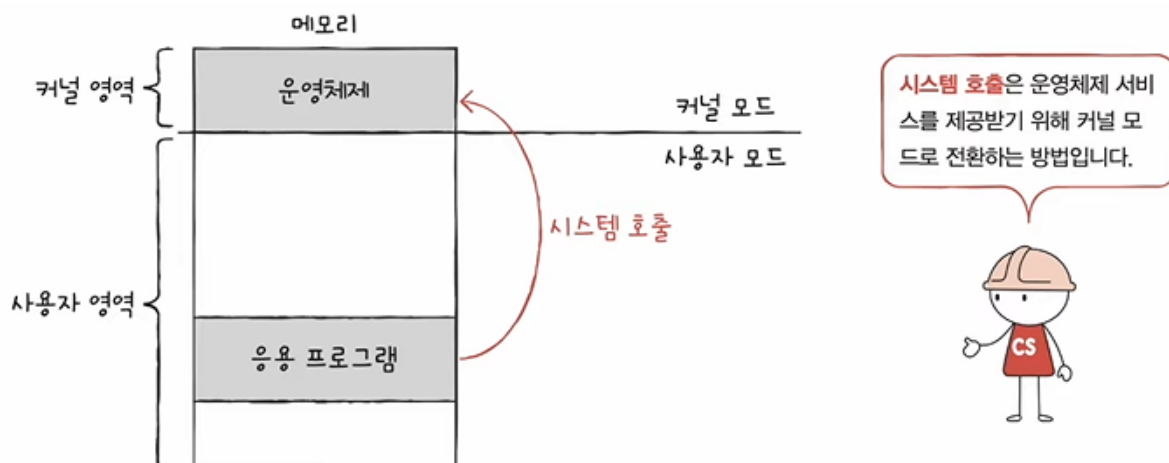 메모리
커널 영역
운영체제
커널 모드
사용자 모드
시스템 호출
사용자 영역
응용 프로그램
시스템 호출은 운영체제 서비
스를 제공받기 위해 커널 모
드로 전환하는 방법입니다.
CS